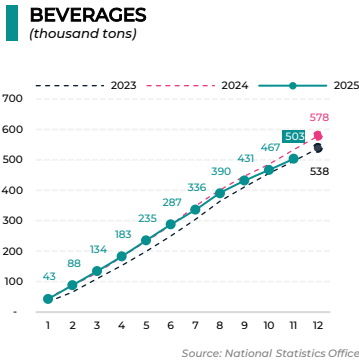 BEVERAGES
(thousand tons)
2023 2024 2025
700
600
500
400
300
200
100
-
43 88 134 183 235 287 336 390 431 467 503 578
538
1 2 3 4 5 6 7 8 9 10 11 12
Source: National Statistics Office